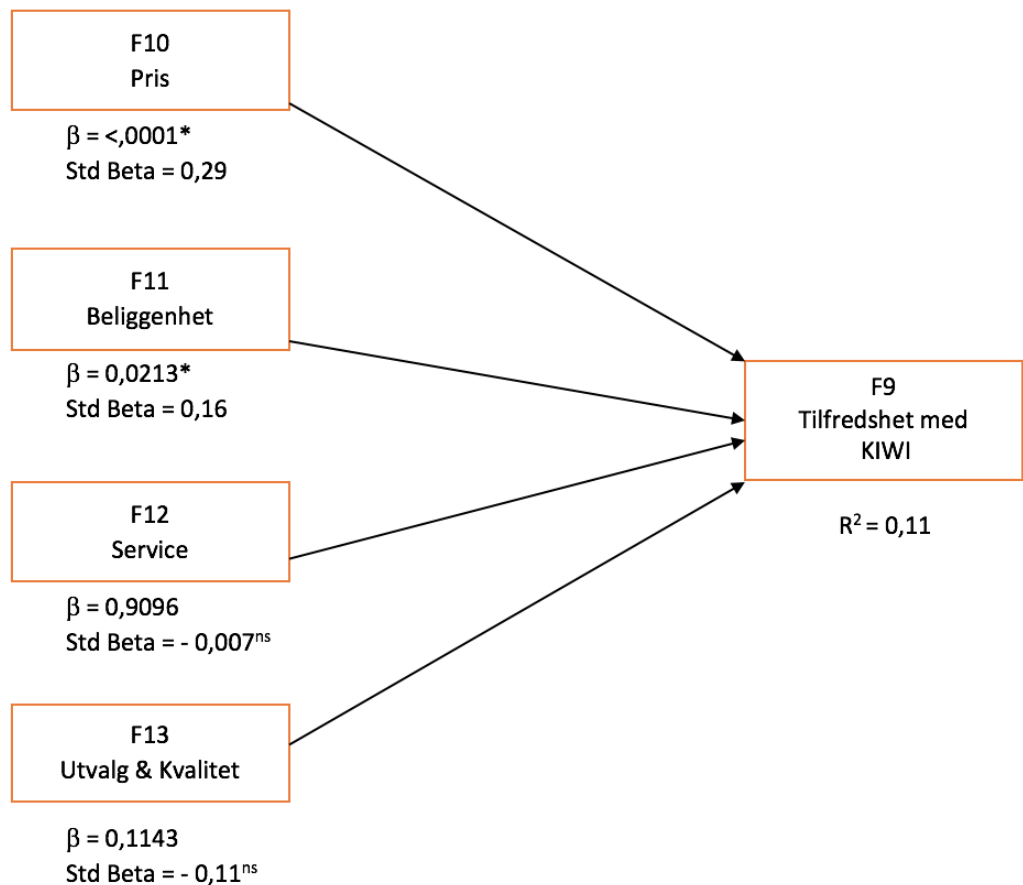 F10
Pris
β = <,0001*
Std Beta = 0,29
F11
Beliggenhet
β = 0,0213*
Std Beta = 0,16
F12
Service
β = 0,9096
Std Beta = - 0,007ⁿˢ
F13
Utvalg & Kvalitet
β = 0,1143
Std Beta = - 0,11ⁿˢ
F9
Tilfredshet med
KIWI
R² = 0,11